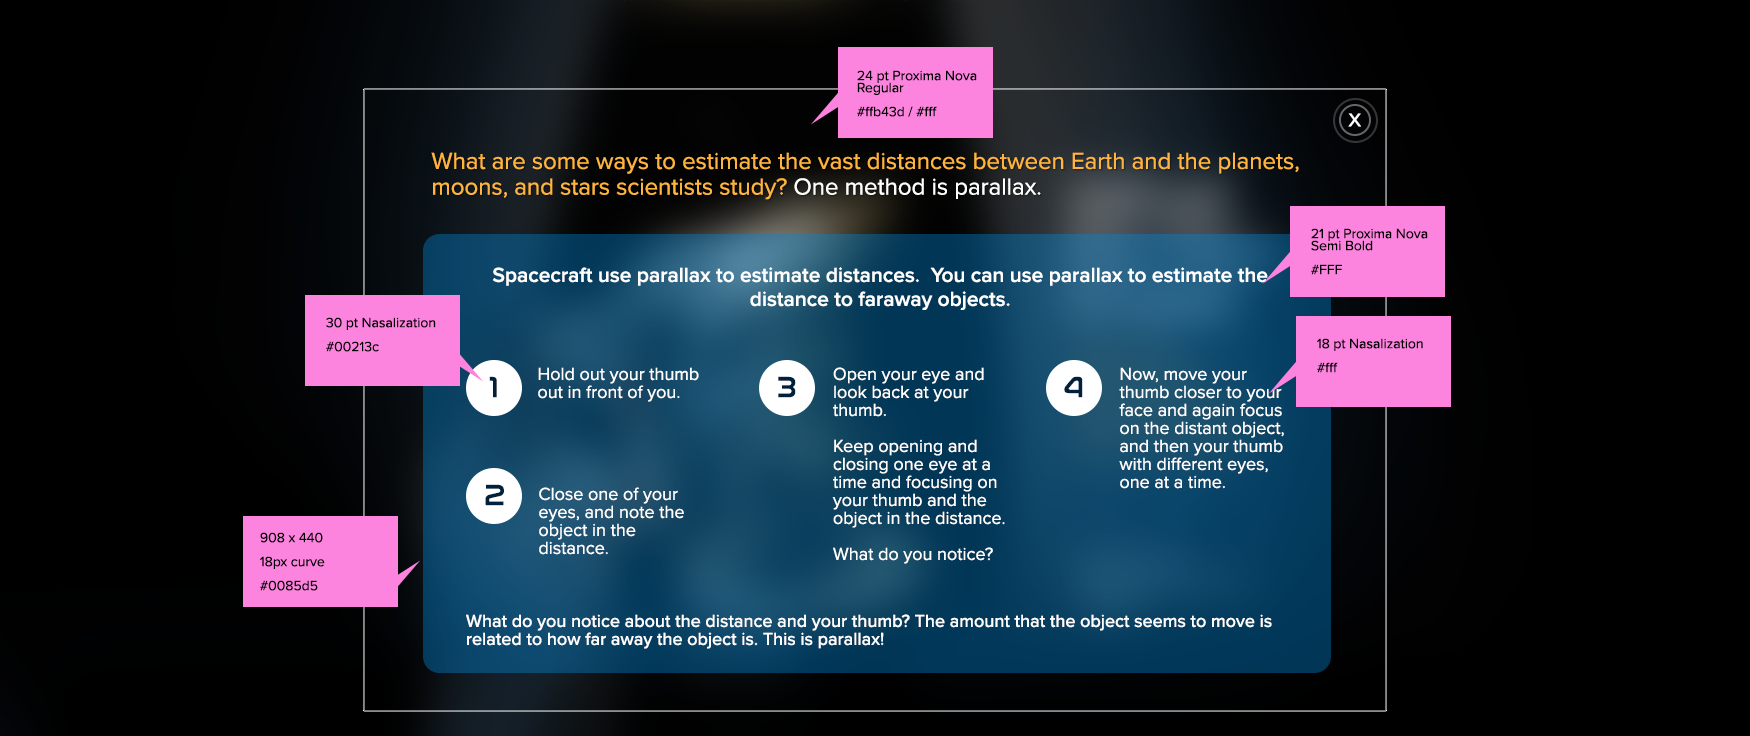 24 pt Proxima Nova
Regular
#ffb43d / #fff
X
What are some ways to estimate the vast distances between Earth and the planets,
moons, and stars scientists study? One method is parallax.
21 pt Proxima Nova
Semi Bold
#FFF
Spacecraft use parallax to estimate distances.  You can use parallax to estimate the
distance to faraway objects.
30 pt Nasalization
#00213c
18 pt Nasalization
#fff
1
Hold out your thumb
out in front of you.
2
Close one of your
eyes, and note the
object in the
distance.
3
Open your eye and
look back at your
thumb.
Keep opening and
closing one eye at a
time and focusing on
your thumb and the
object in the distance.
What do you notice?
4
Now, move your
thumb closer to your
face and again focus
on the distant object,
and then your thumb
with different eyes,
one at a time.
908 x 440
18px curve
#0085d5
What do you notice about the distance and your thumb? The amount that the object seems to move is
related to how far away the object is. This is parallax!